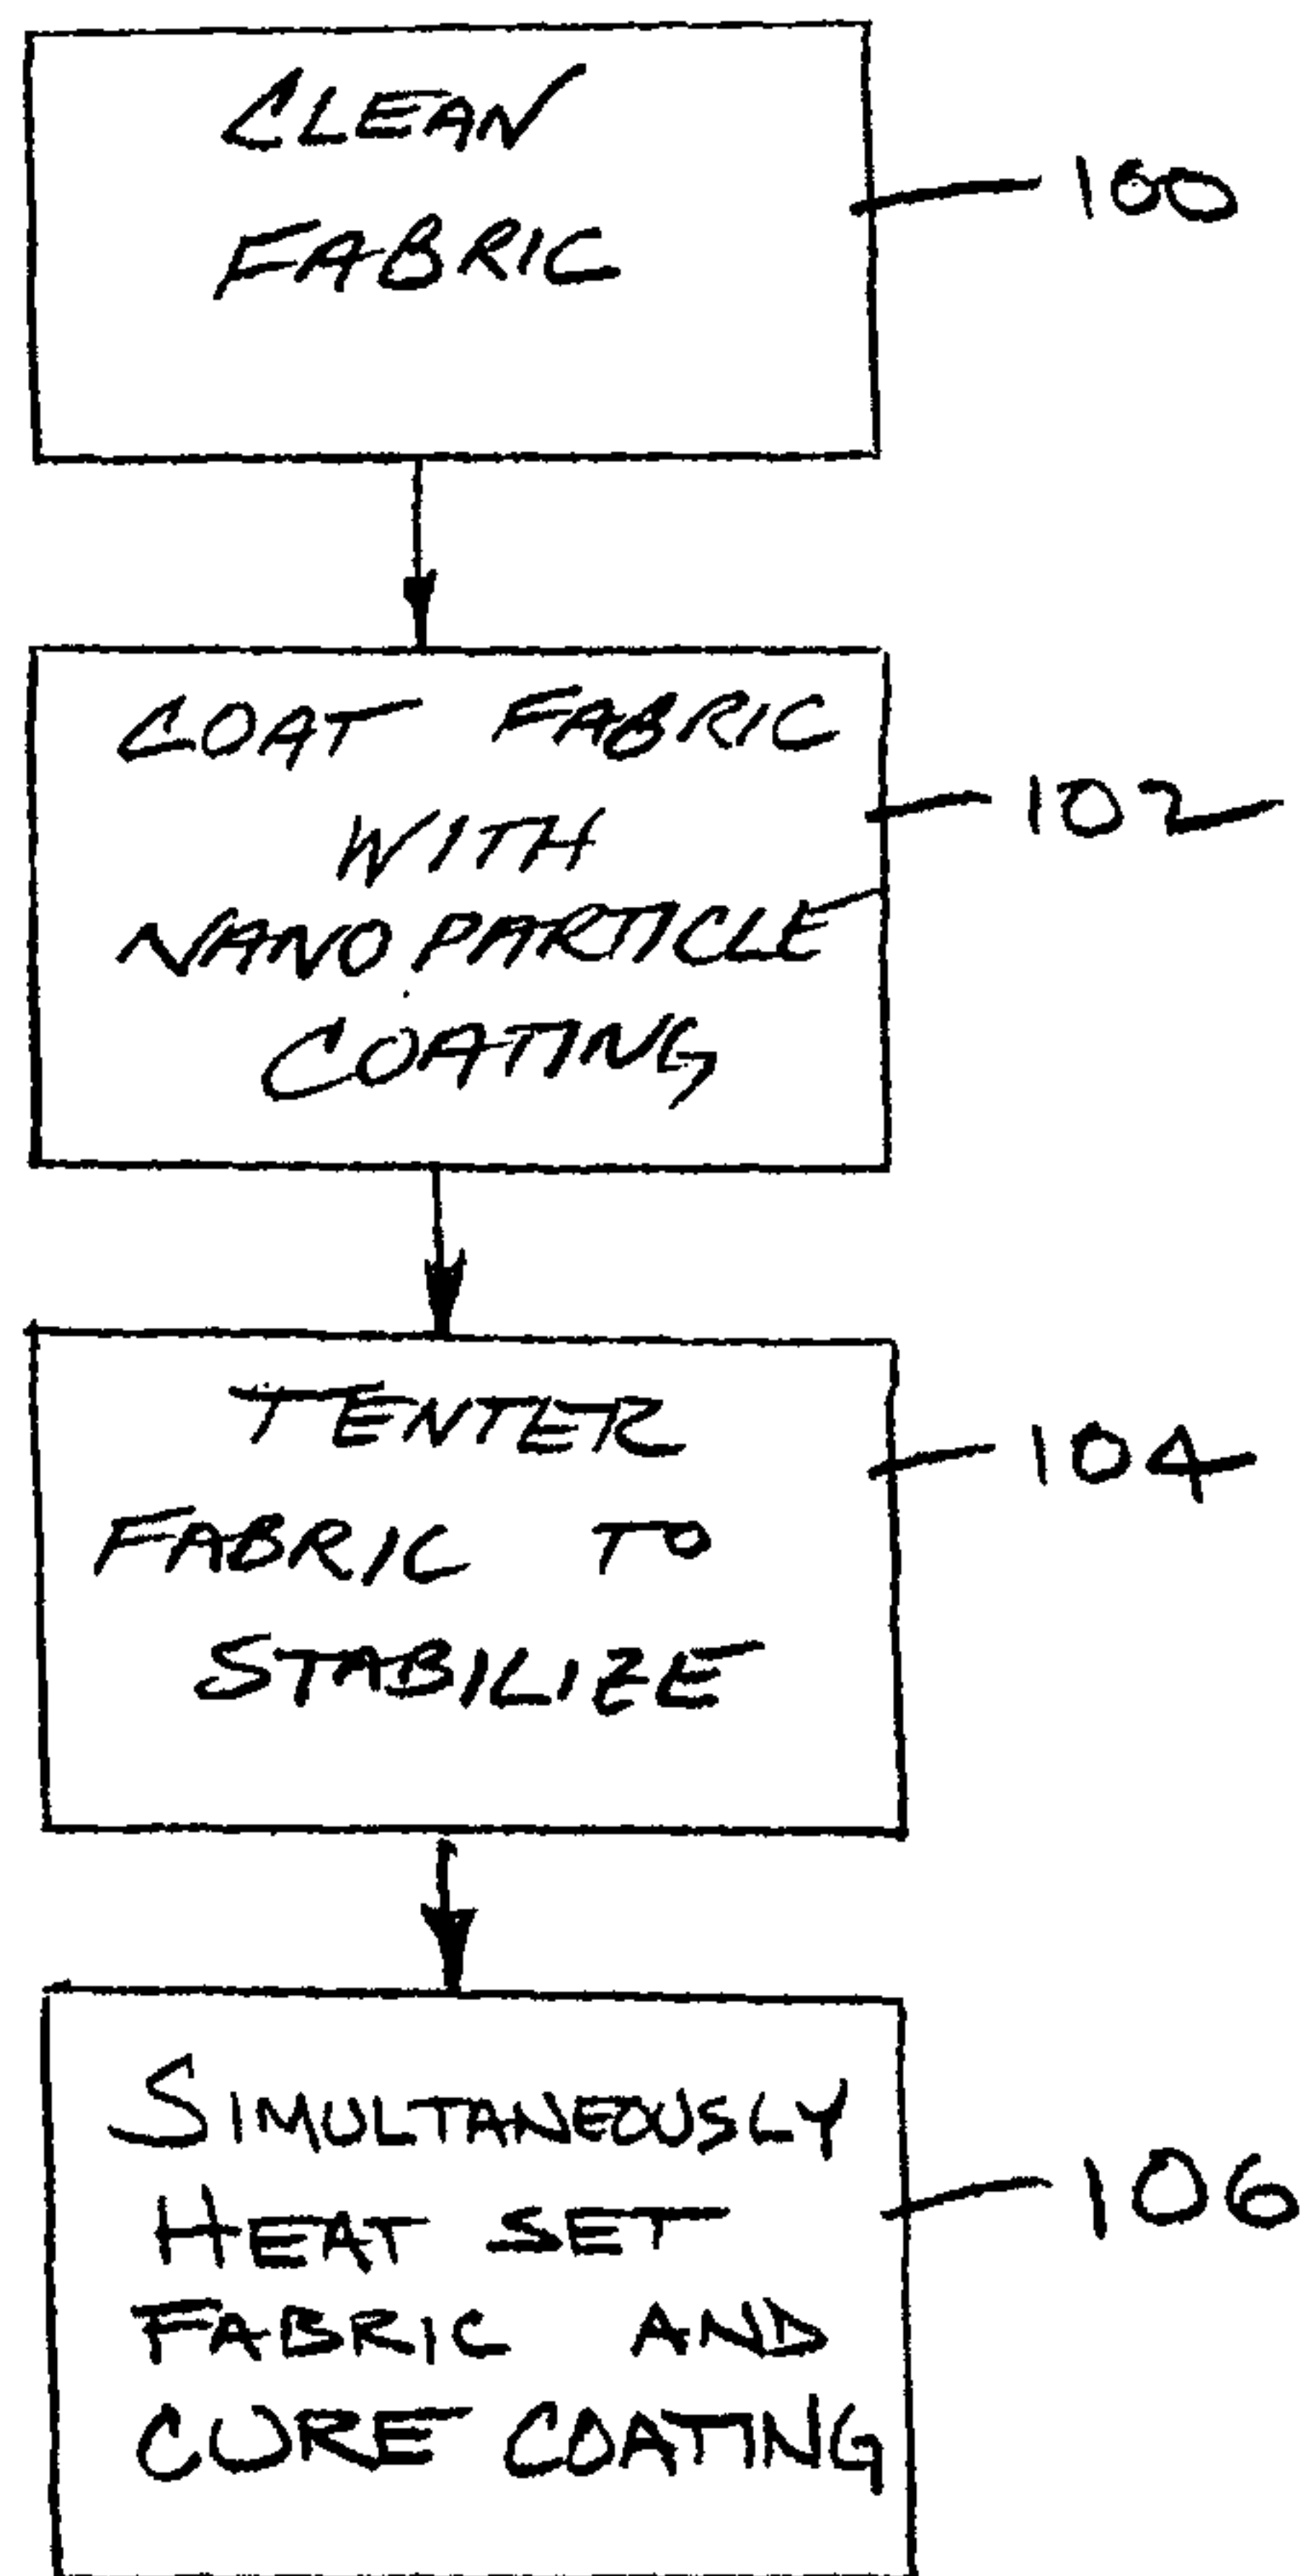 CLEAN
FABRIC
100
COAT FABRIC
WITH
NANO PARTICLE
COATING
102
TENTER
FABRIC TO
STABILIZE
104
SIMULTANEOUSLY
HEAT SET
FABRIC AND
CURE COATING
106